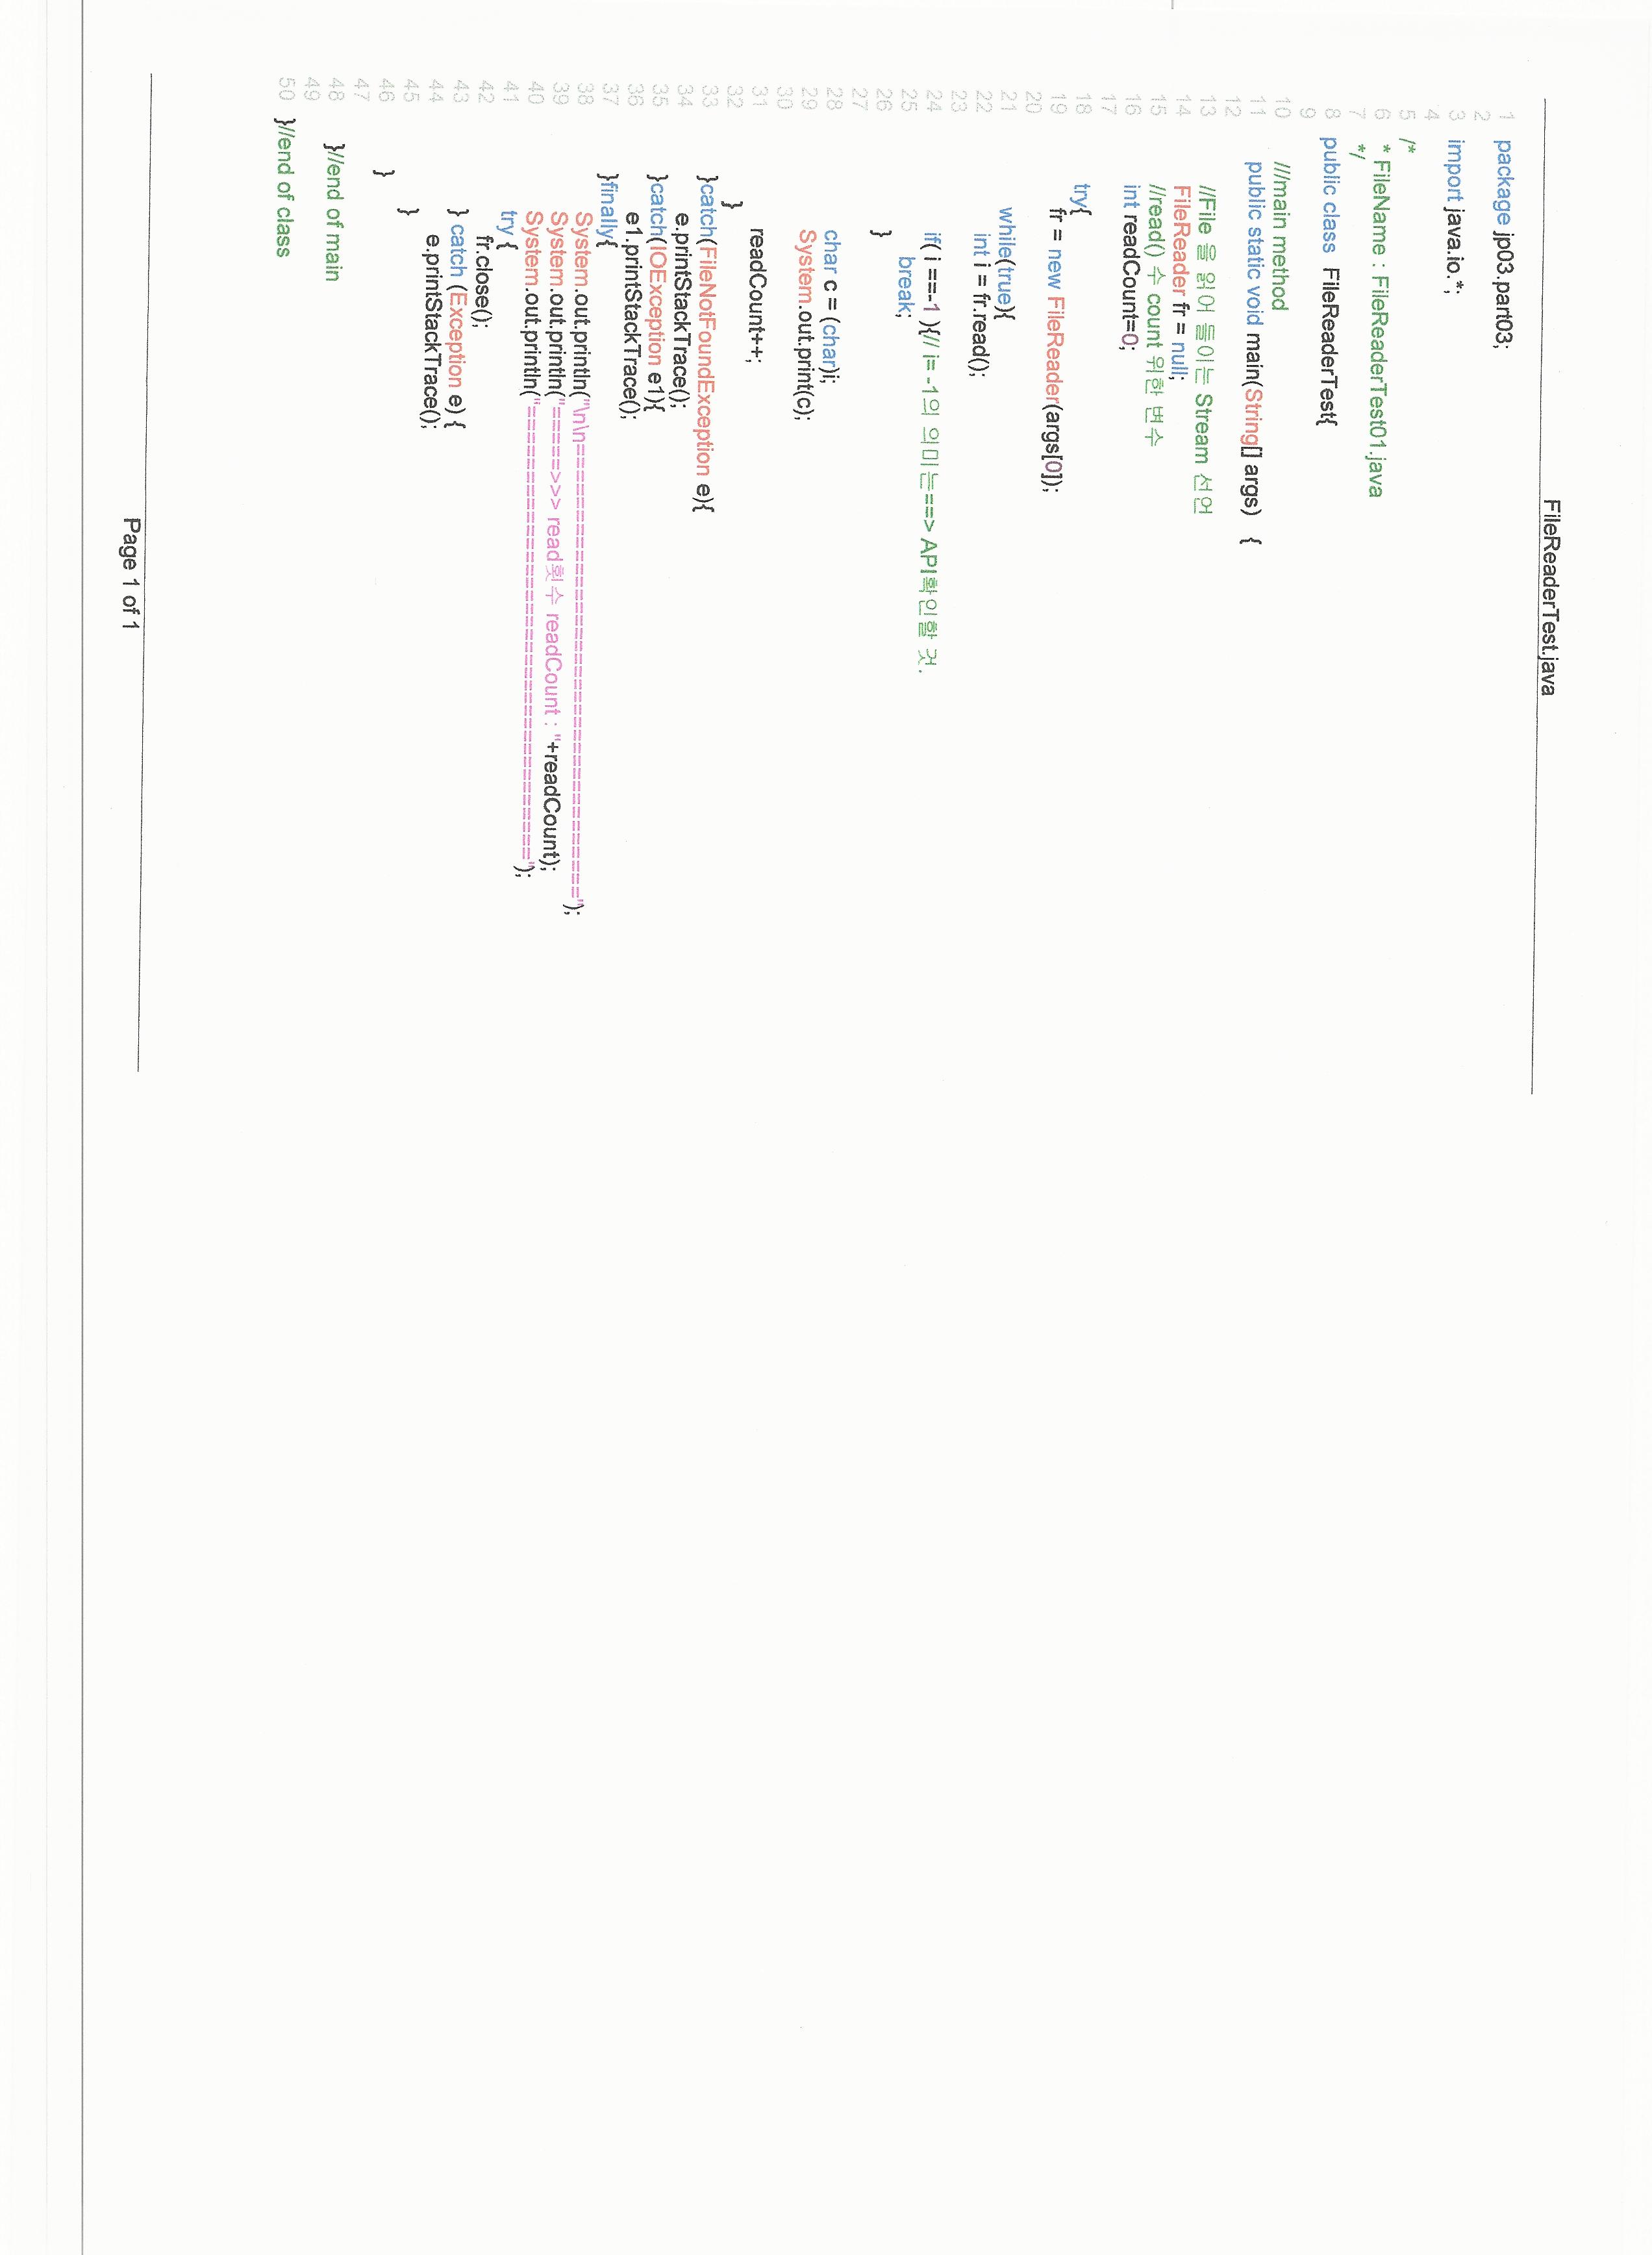 FileReaderTest.java
1 package jp03.part03;
2
3 import java.io.*;
4
5 /*
6  * FileName : FileReaderTest01.java
7  */
8 public class  FileReaderTest{
9
10     ///main method
11     public static void main(String[] args)  {
12
13         //File 을 읽어 들이는 Stream 선언
14         FileReader fr = null;
15         //read() 수 count 위한 변수
16         int readCount=0;
17
18         try{
19             fr = new FileReader(args[0]);
20
21             while(true){
22                 int i = fr.read();
23
24                 if( i ==-1 ){// i= -1의 의미는==> API확인할 것.
25                     break;
26                 }
27
28                 char c = (char)i;
29                 System.out.print(c);
30
31                 readCount++;
32             }
33         }catch(FileNotFoundException e){
34             e.printStackTrace();
35         }catch(IOException e1){
36             e1.printStackTrace();
37         }finally{
38             System.out.println("\n\n=====================================");
39             System.out.println("=====>>> read횟수 readCount : "+readCount);
40             System.out.println("=====================================");
41             try {
42                 fr.close();
43             } catch (Exception e) {
44                 e.printStackTrace();
45             }
46         }
47
48     }//end of main
49
50 }//end of class
Page 1 of 1